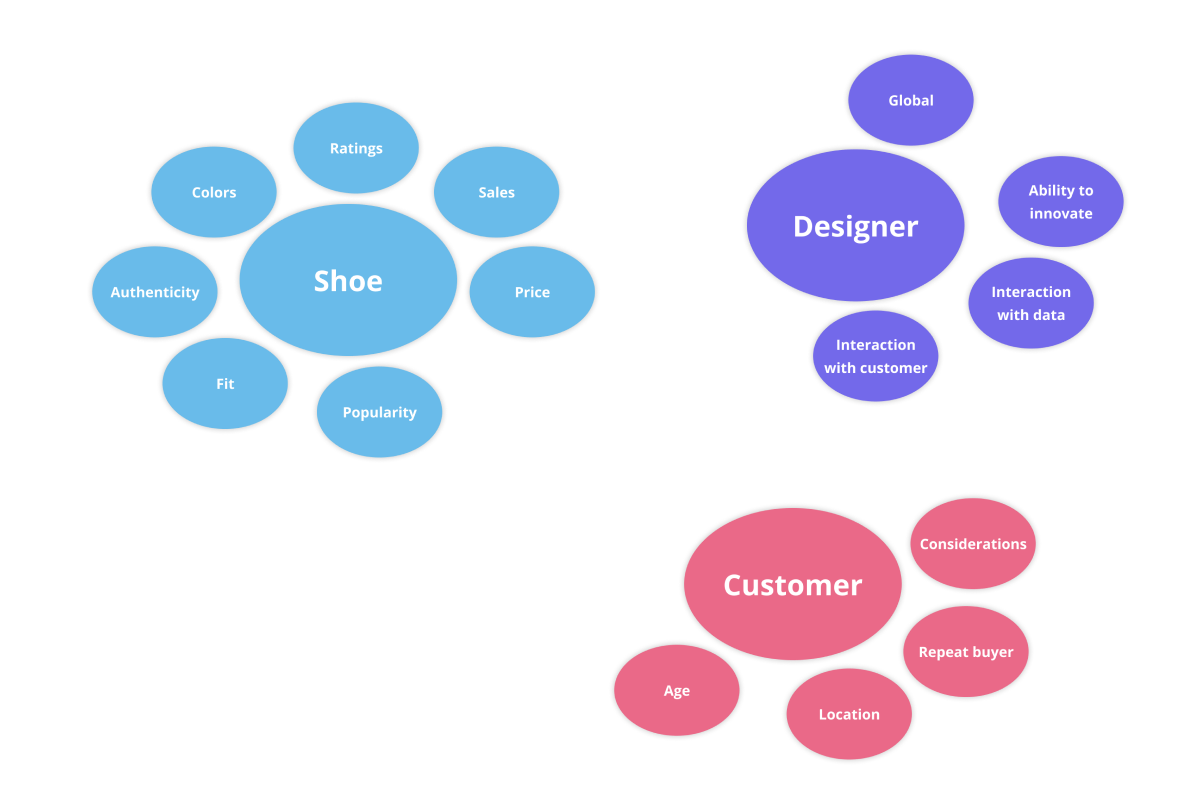 Ratings
Colors
Sales
Shoe
Authenticity
Price
Fit
Popularity
Global
Ability to
innovate
Designer
Interaction
with data
Interaction
with customer
Considerations
Customer
Repeat buyer
Age
Location